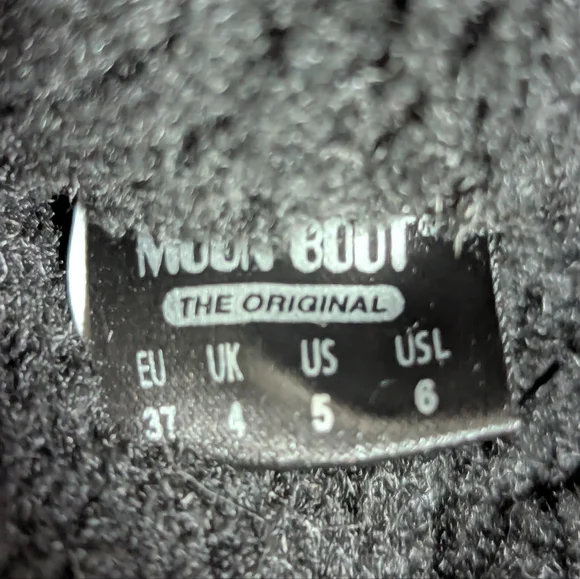 MOON BOOT®
THE ORIGINAL
EU UK US USL
37 4 5 6